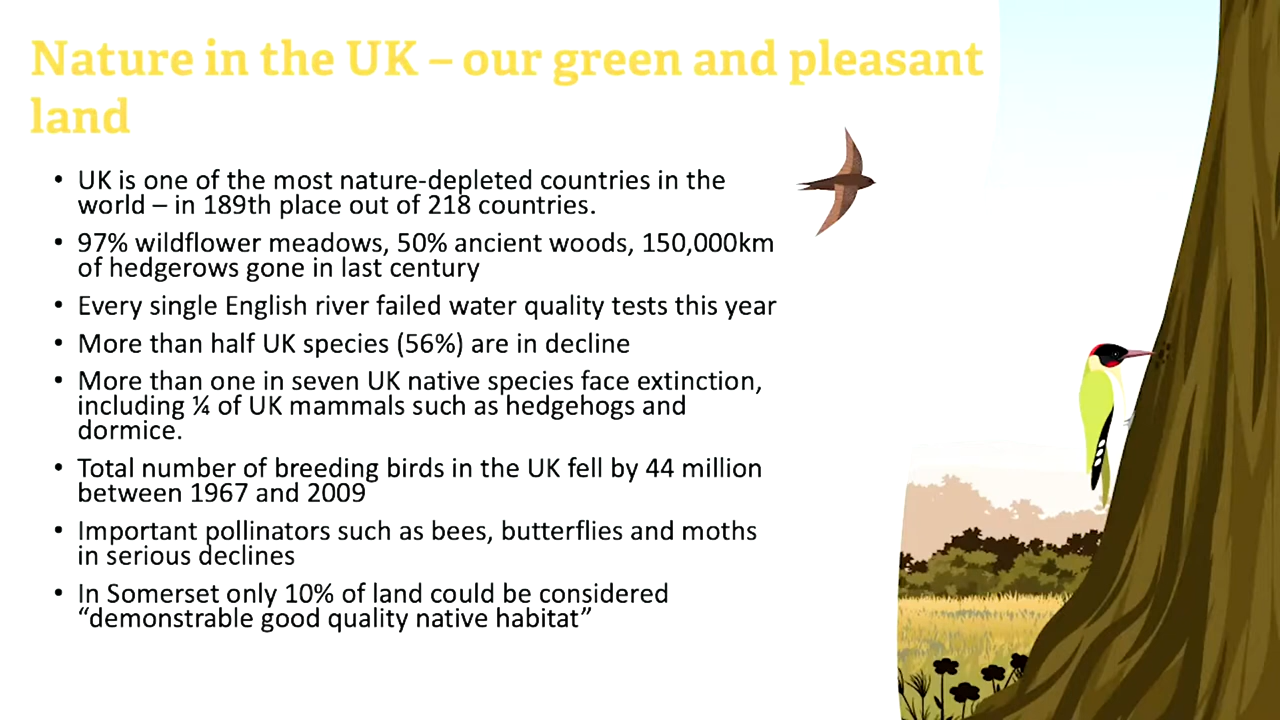 Nature in the UK – our green and pleasant
land
• UK is one of the most nature-depleted countries in the
world – in 189th place out of 218 countries.
• 97% wildflower meadows, 50% ancient woods, 150,000km
of hedgerows gone in last century
• Every single English river failed water quality tests this year
• More than half UK species (56%) are in decline
• More than one in seven UK native species face extinction,
including ¼ of UK mammals such as hedgehogs and
dormice.
• Total number of breeding birds in the UK fell by 44 million
between 1967 and 2009
• Important pollinators such as bees, butterflies and moths
in serious declines
• In Somerset only 10% of land could be considered
“demonstrable good quality native habitat”